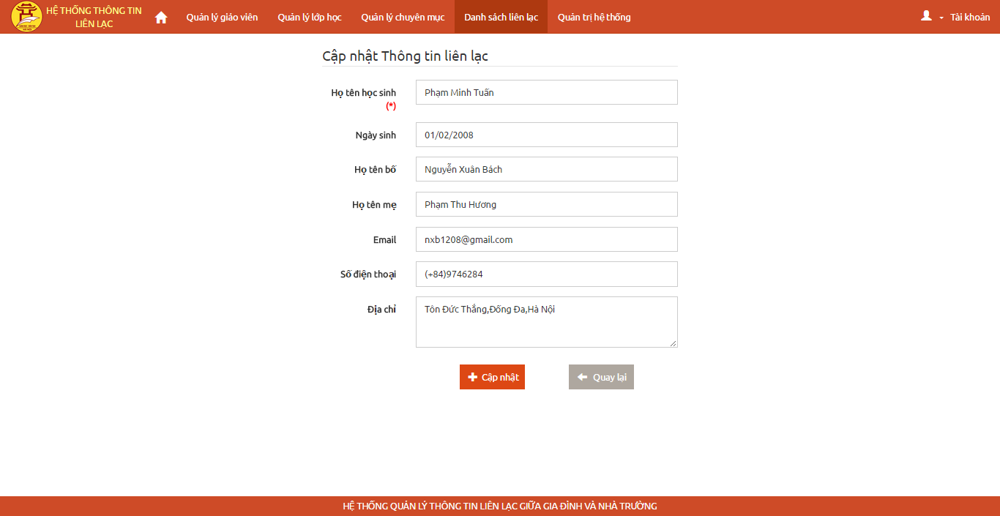 HỆ THỐNG THÔNG TIN
LIÊN LẠC
Quản lý giáo viên
Quản lý lớp học
Quản lý chuyên mục
Danh sách liên lạc
Quản trị hệ thống
Tài khoản
Cập nhật Thông tin liên lạc
Họ tên học sinh
(*)
Phạm Minh Tuấn
Ngày sinh
01/02/2008
Họ tên bố
Nguyễn Xuân Bách
Họ tên mẹ
Phạm Thu Hương
Email
nxb1208@gmail.com
Số điện thoại
(+84)9746284
Địa chỉ
Tôn Đức Thắng,Đống Đa,Hà Nội
Cập nhật
Quay lại
HỆ THỐNG QUẢN LÝ THÔNG TIN LIÊN LẠC GIỮA GIA ĐÌNH VÀ NHÀ TRƯỜNG